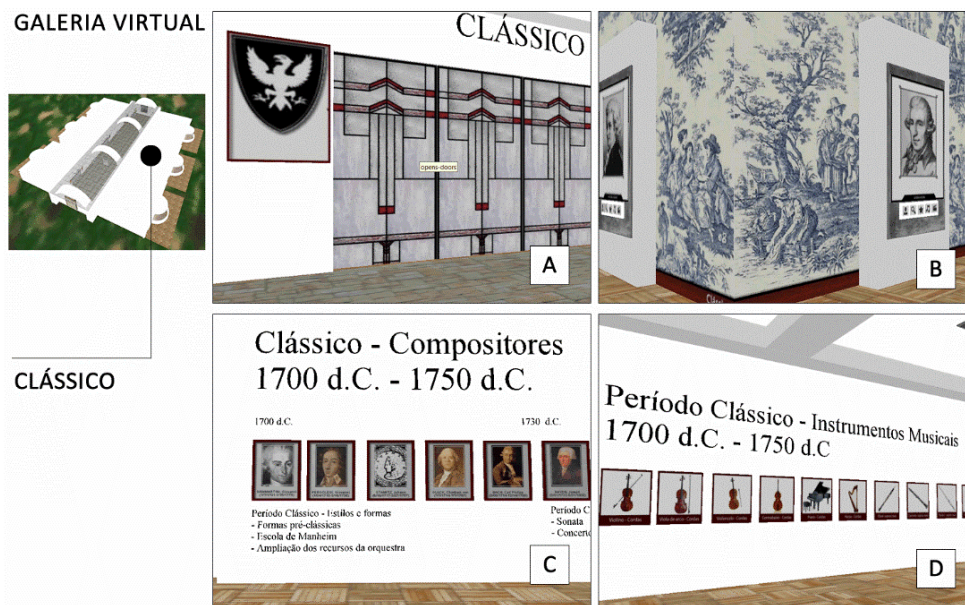 GALERIA VIRTUAL
CLÁSSICO
CLÁSSICO
opens-doors
A
B
Clássico - Compositores
1700 d.C. - 1750 d.C.
1700 d.C.
1730 d.C.
Período Clássico - Estilos e formas
- Formas pré-clássicas
- Escola de Manheim
- Ampliação dos recursos da orquestra
Período C
- Sonata
- Concerto
C
Período Clássico - Instrumentos Musicais
1700 d.C. - 1750 d.C
D